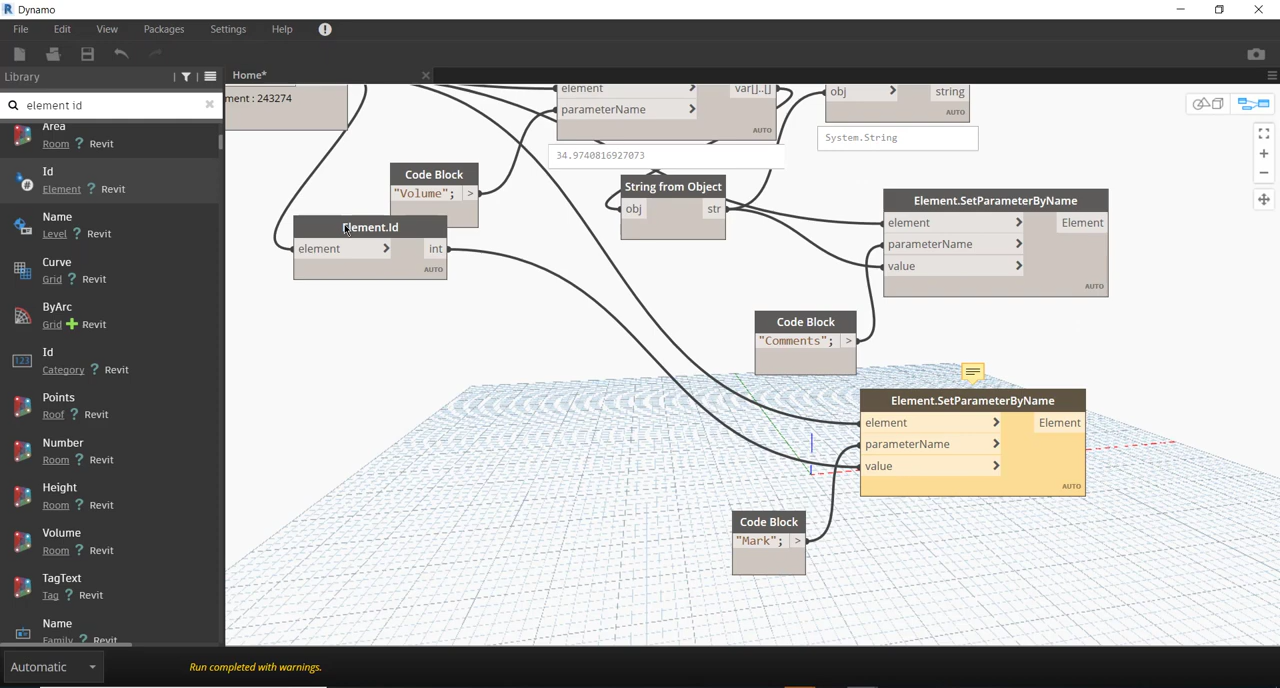 Dynamo
File Edit View Packages Settings Help
Library
Home*
element id
Area
Room ? Revit
Id
Element ? Revit
Name
Level ? Revit
Curve
Grid ? Revit
ByArc
Grid + Revit
Id
Category ? Revit
Points
Roof ? Revit
Number
Room ? Revit
Height
Room ? Revit
Volume
Room ? Revit
TagText
Tag ? Revit
Name
Family ? Revit
ment : 243274
element > var[]..[]
parameterName >
AUTO
34.9740816927073
obj > string
AUTO
System.String
Code Block
"Volume"; >
Element.Id
element > int
AUTO
String from Object
obj str
Element.SetParameterByName
element > Element
parameterName >
value >
AUTO
Code Block
"Comments"; >
Element.SetParameterByName
element > Element
parameterName >
value >
AUTO
Code Block
"Mark"; >
Automatic
Run completed with warnings.